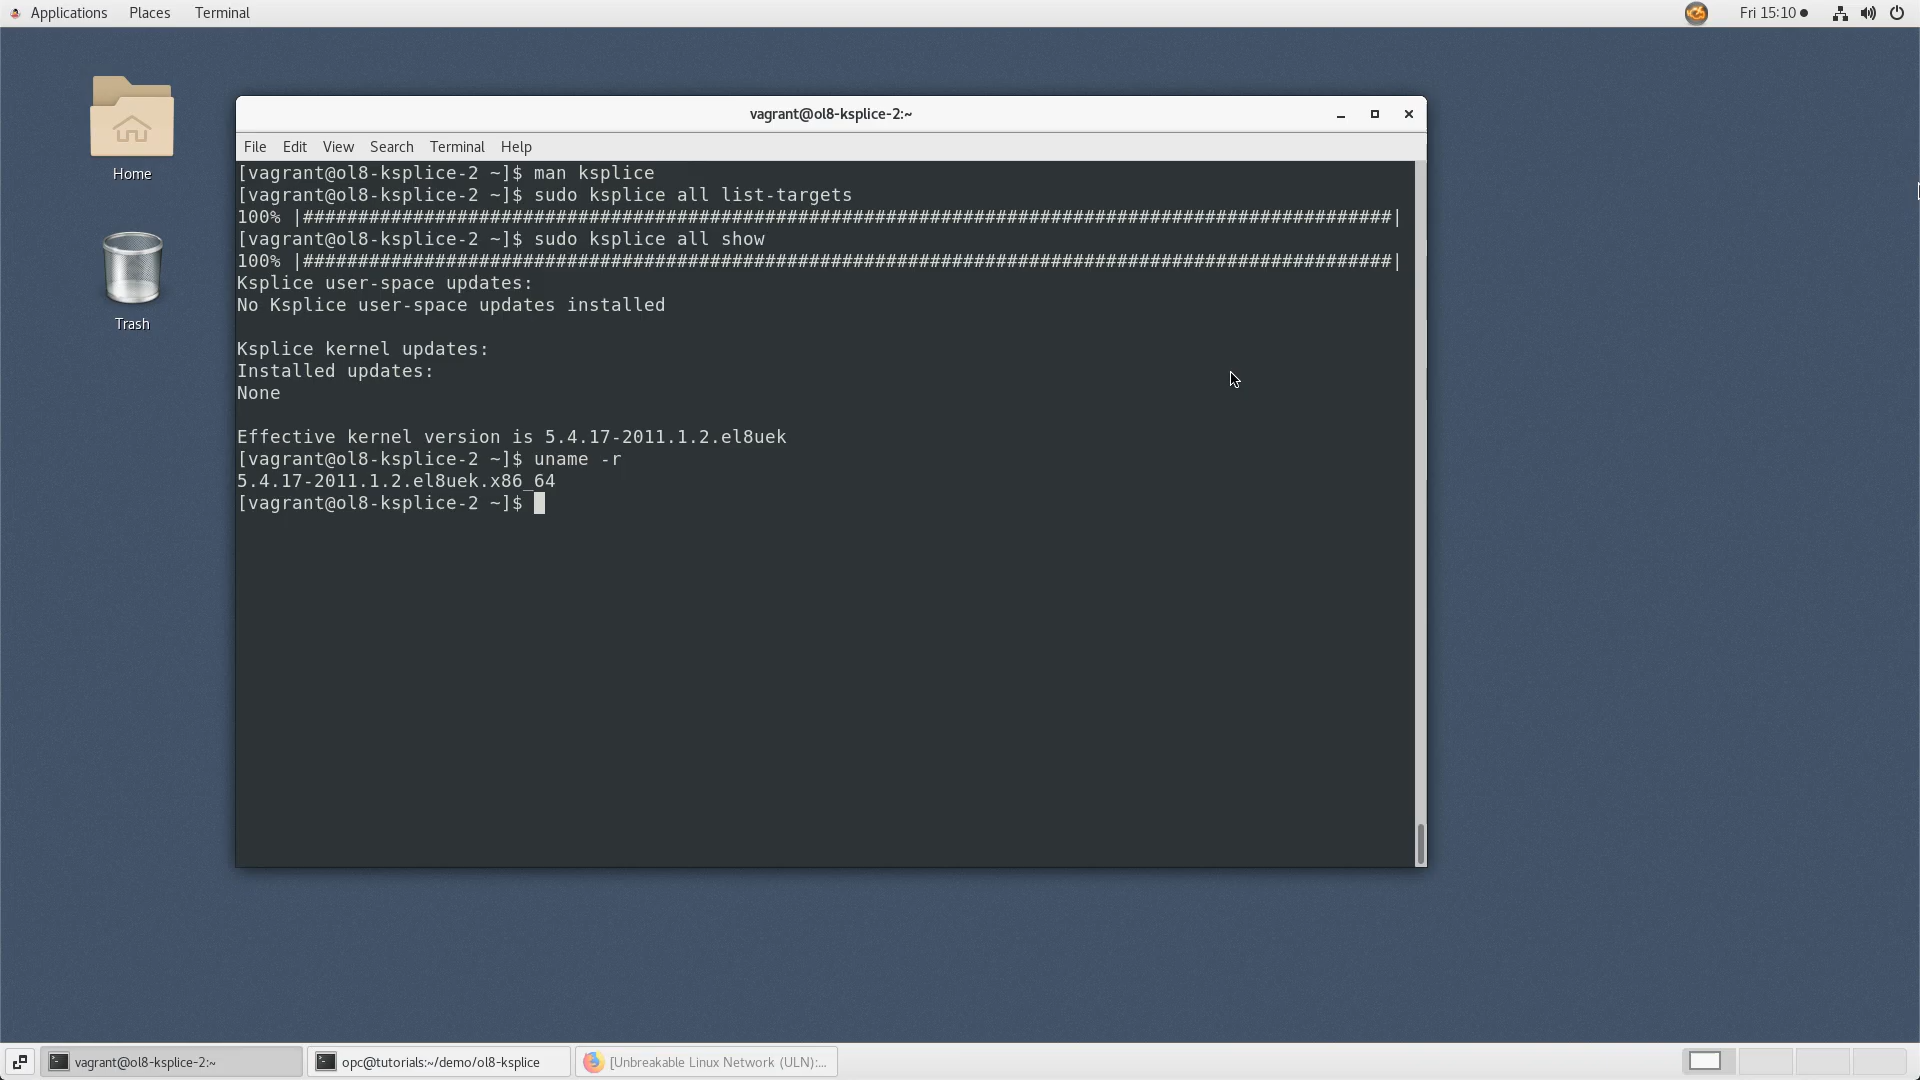 Applications Places Terminal
Fri 15:10
Home
Trash
vagrant@ol8-ksplice-2:~
File Edit View Search Terminal Help
[vagrant@ol8-ksplice-2 ~]$ man ksplice
[vagrant@ol8-ksplice-2 ~]$ sudo ksplice all list-targets
100% |###################################################################################################|
[vagrant@ol8-ksplice-2 ~]$ sudo ksplice all show
100% |###################################################################################################|
Ksplice user-space updates:
No Ksplice user-space updates installed
Ksplice kernel updates:
Installed updates:
None
Effective kernel version is 5.4.17-2011.1.2.el8uek
[vagrant@ol8-ksplice-2 ~]$ uname -r
5.4.17-2011.1.2.el8uek.x86_64
[vagrant@ol8-ksplice-2 ~]$
vagrant@ol8-ksplice-2:~ opc@tutorials:~/demo/ol8-ksplice [Unbreakable Linux Network (ULN):...